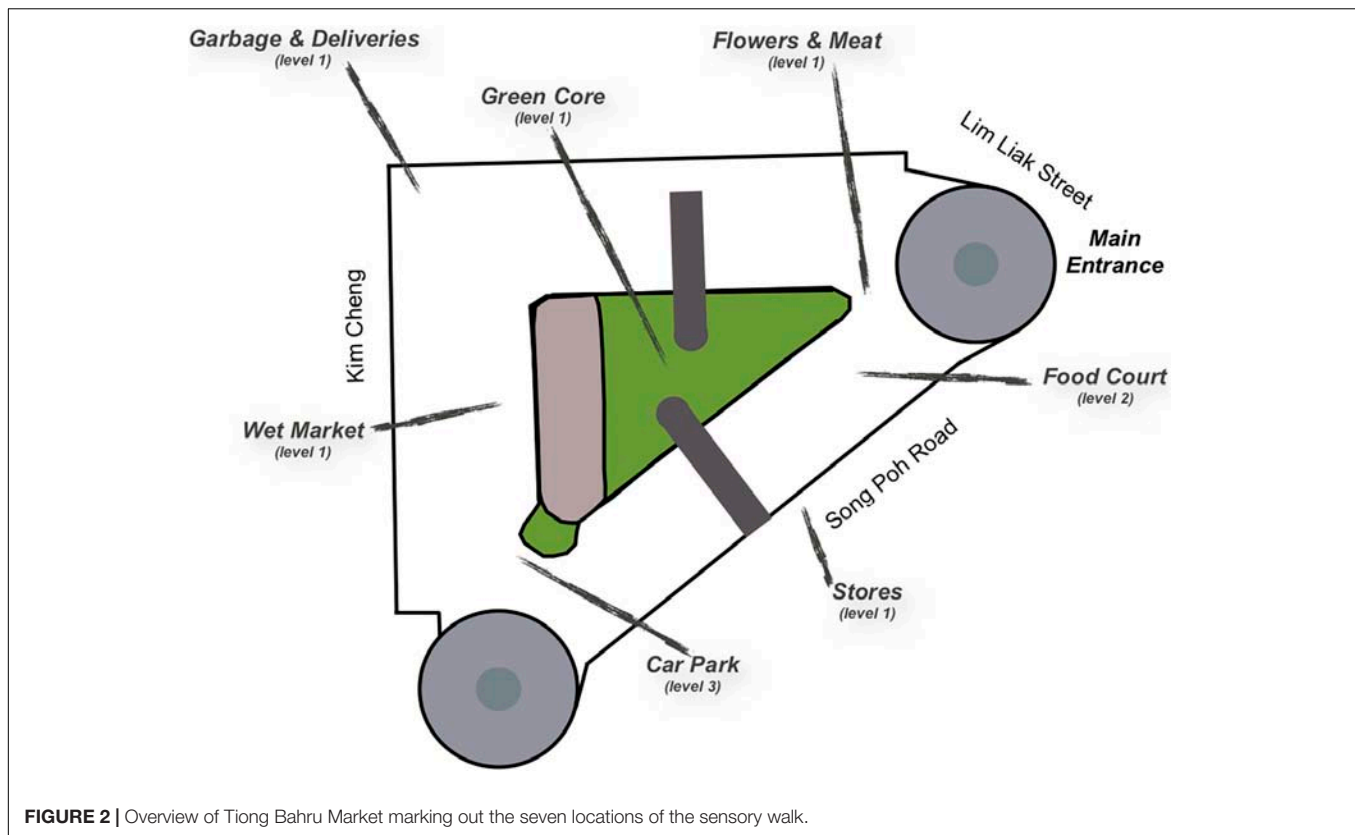 Garbage & Deliveries
(level 1)
Flowers & Meat
(level 1)
Green Core
(level 1)
Lim Liak Street
Main
Entrance
Kim Cheng
Food Court
(level 2)
Wet Market
(level 1)
Song Poh Road
Stores
(level 1)
Car Park
(level 3)
FIGURE 2 | Overview of Tiong Bahru Market marking out the seven locations of the sensory walk.